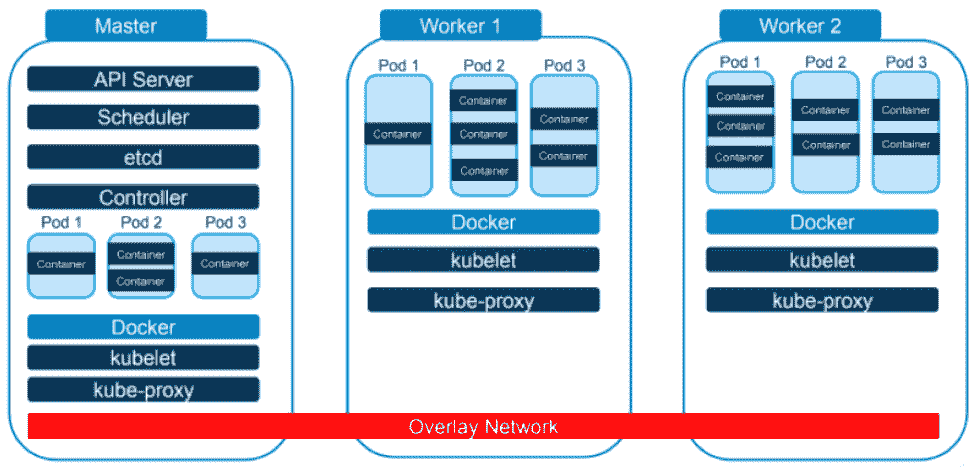 Master
API Server
Scheduler
etcd
Controller
Pod 1 Pod 2 Pod 3
Container
Container
Container
Container
Docker
kubelet
kube-proxy
Worker 1
Pod 1 Pod 2 Pod 3
Container
Container
Container
Container
Container
Container
Docker
kubelet
kube-proxy
Worker 2
Pod 1 Pod 2 Pod 3
Container
Container
Container
Container
Container
Container
Container
Docker
kubelet
kube-proxy
Overlay Network